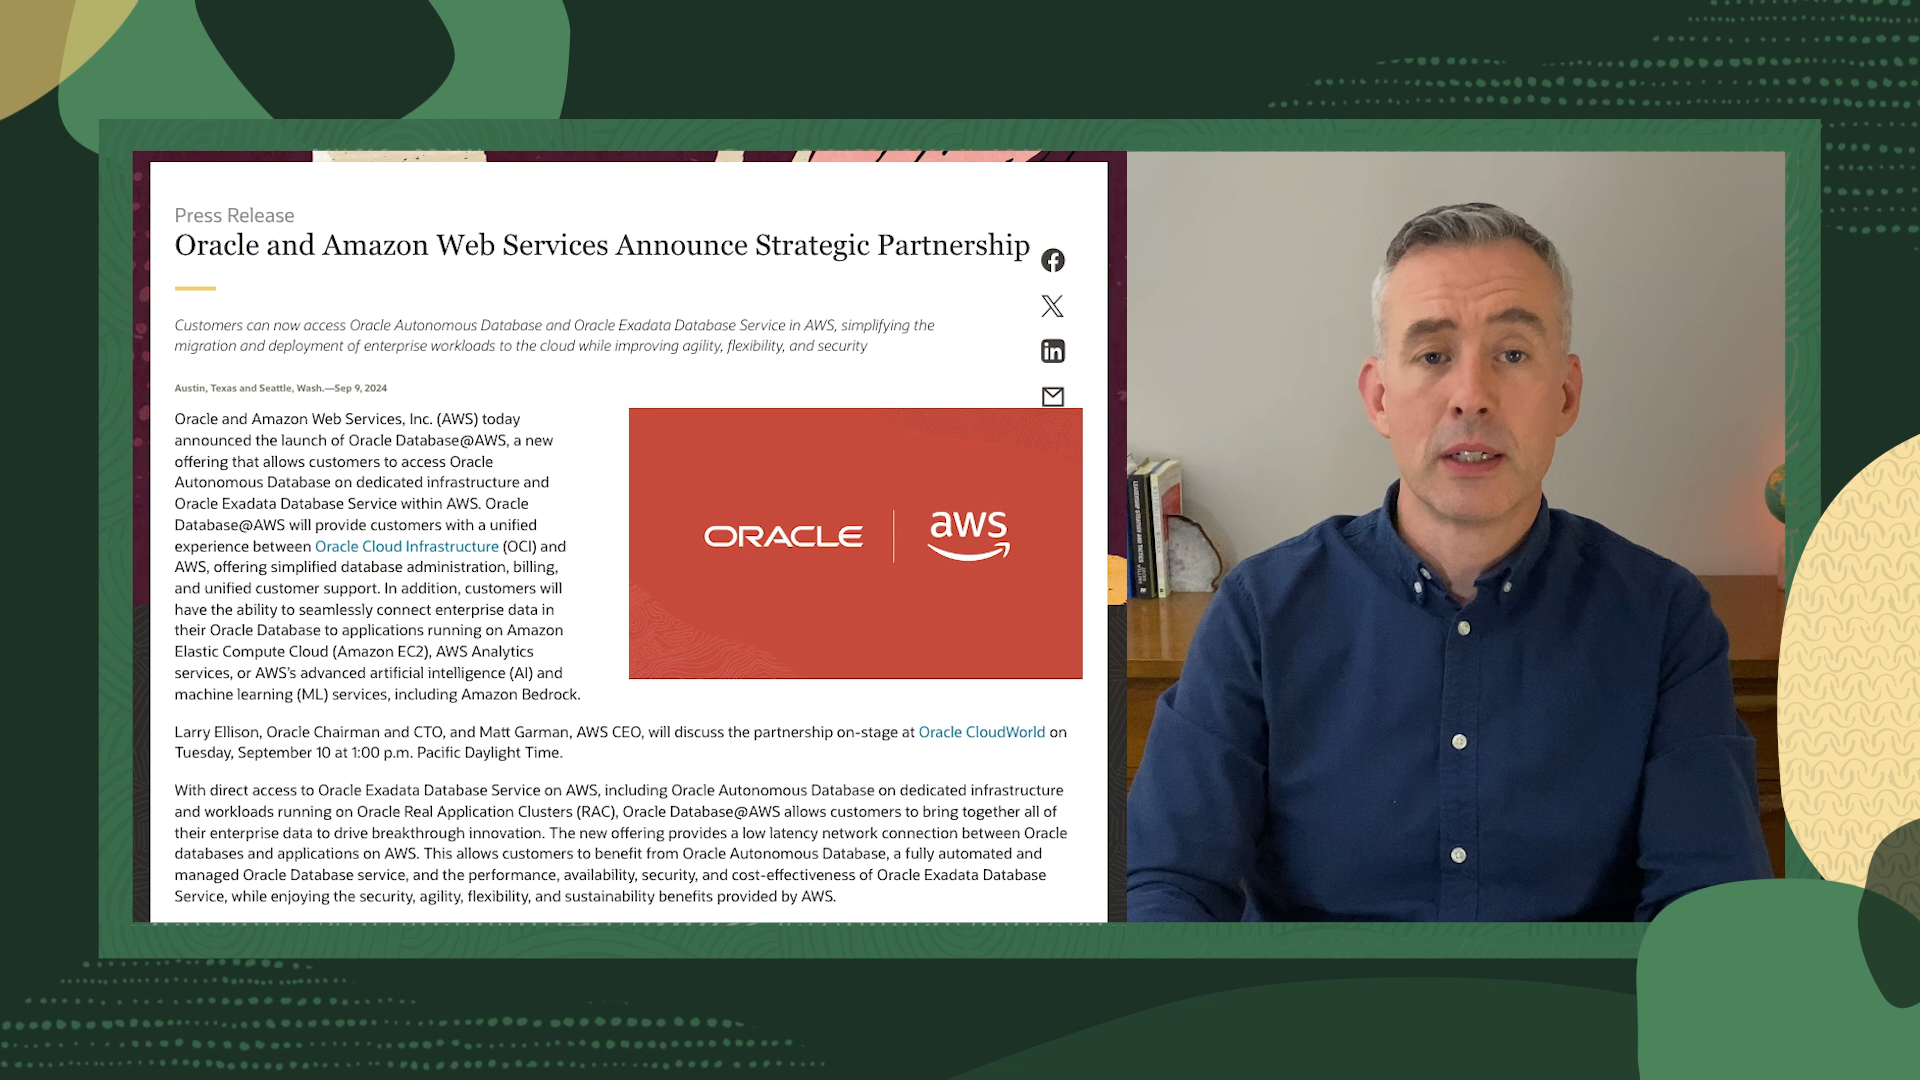 Press Release
Oracle and Amazon Web Services Announce Strategic Partnership
Customers can now access Oracle Autonomous Database and Oracle Exadata Database Service in AWS, simplifying the
migration and deployment of enterprise workloads to the cloud while improving agility, flexibility, and security
Austin, Texas and Seattle, Wash.—Sep 9, 2024
Oracle and Amazon Web Services, Inc. (AWS) today
announced the launch of Oracle Database@AWS, a new
offering that allows customers to access Oracle
Autonomous Database on dedicated infrastructure and
Oracle Exadata Database Service within AWS. Oracle
Database@AWS will provide customers with a unified
experience between Oracle Cloud Infrastructure (OCI) and
AWS, offering simplified database administration, billing,
and unified customer support. In addition, customers will
have the ability to seamlessly connect enterprise data in
their Oracle Database to applications running on Amazon
Elastic Compute Cloud (Amazon EC2), AWS Analytics
services, or AWS's advanced artificial intelligence (AI) and
machine learning (ML) services, including Amazon Bedrock.
ORACLE | aws
Larry Ellison, Oracle Chairman and CTO, and Matt Garman, AWS CEO, will discuss the partnership on-stage at Oracle CloudWorld on
Tuesday, September 10 at 1:00 p.m. Pacific Daylight Time.
With direct access to Oracle Exadata Database Service on AWS, including Oracle Autonomous Database on dedicated infrastructure
and workloads running on Oracle Real Application Clusters (RAC), Oracle Database@AWS allows customers to bring together all of
their enterprise data to drive breakthrough innovation. The new offering provides a low latency network connection between Oracle
databases and applications on AWS. This allows customers to benefit from Oracle Autonomous Database, a fully automated and
managed Oracle Database service, and the performance, availability, security, and cost-effectiveness of Oracle Exadata Database
Service, while enjoying the security, agility, flexibility, and sustainability benefits provided by AWS.
LEADERSHIP STRATEGY AND TACTICS